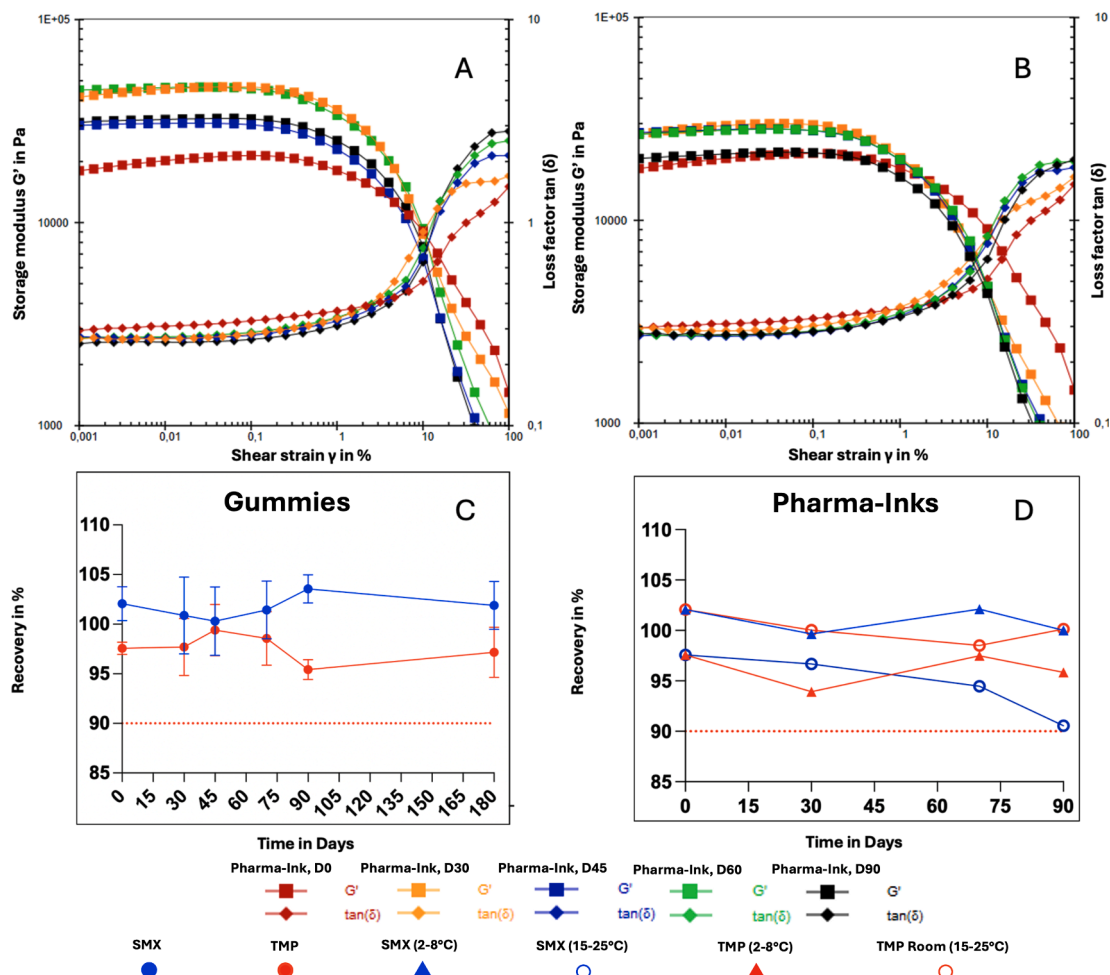 A
1E+05
10000
1000
Storage modulus G' in Pa
10
1
0,1
Loss factor tan (δ)
0,001
0,01
0,1
1
10
100
Shear strain γ in %
B
1E+05
10000
1000
Storage modulus G' in Pa
10
1
0,1
Loss factor tan (δ)
0,001
0,01
0,1
1
10
100
Shear strain γ in %
Gummies
C
110
105
100
95
90
85
Recovery in %
0
15
30
45
60
75
90
105
120
135
150
165
180
Time in Days
Pharma-Inks
D
110
105
100
95
90
85
Recovery in %
0
15
30
45
60
75
90
Time in Days
Pharma-Ink, D0 Pharma-Ink, D30 Pharma-Ink, D45 Pharma-Ink, D60 Pharma-Ink, D90
G' G' G' G' G'
tan(δ) tan(δ) tan(δ) tan(δ) tan(δ)
SMX TMP SMX (2-8°C) SMX (15-25°C) TMP (2-8°C) TMP Room (15-25°C)